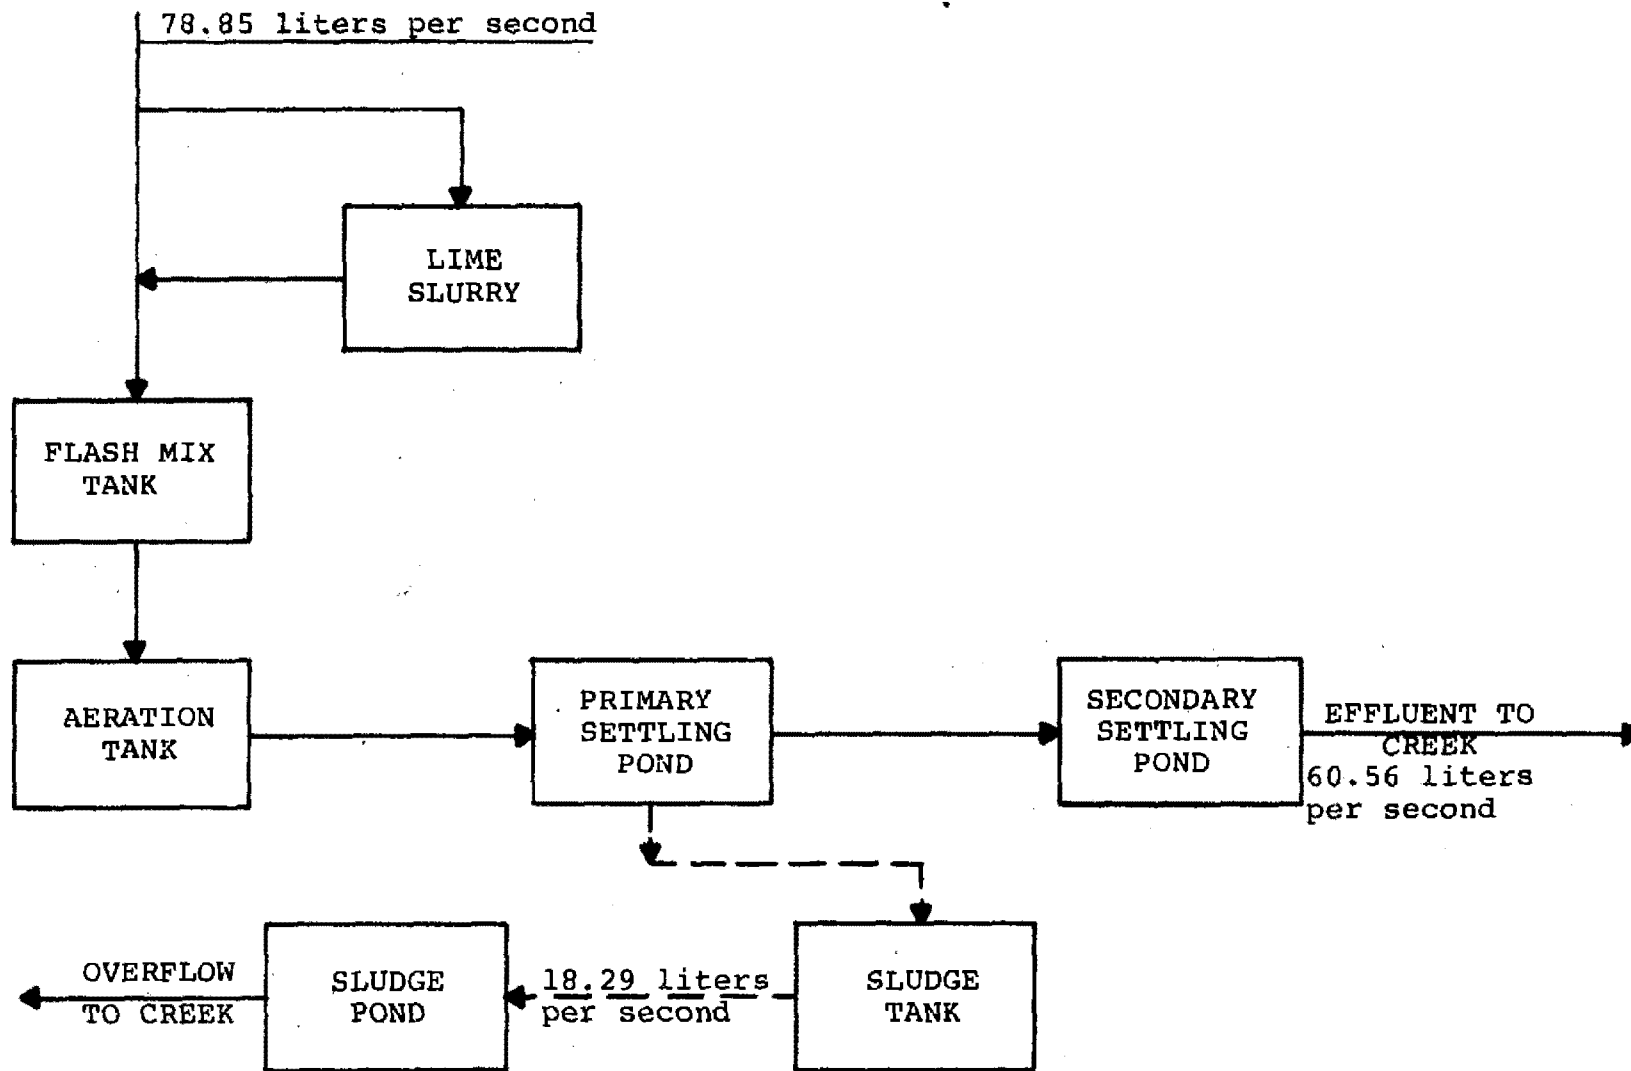 78.85 liters per second
LIME
SLURRY
FLASH MIX
TANK
AERATION
TANK
PRIMARY
SETTLING
POND
SECONDARY
SETTLING
POND
EFFLUENT TO
CREEK
60.56 liters
per second
OVERFLOW
TO CREEK
SLUDGE
POND
18.29 liters
per second
SLUDGE
TANK